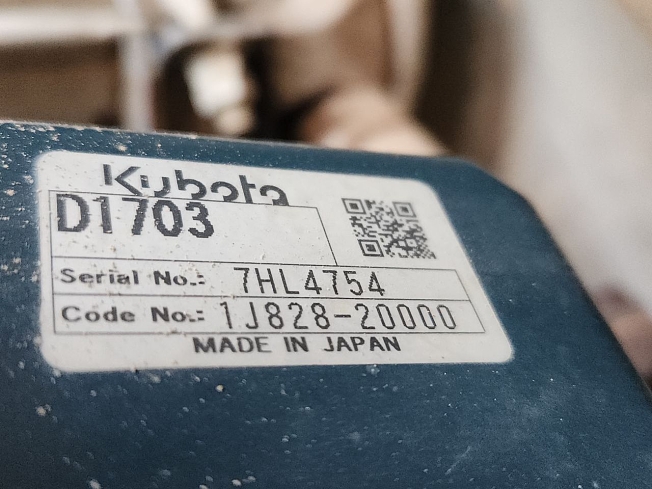 Kubota
D1703
Serial No.: 7HL4754
Code No.: 1J828-20000
MADE IN JAPAN